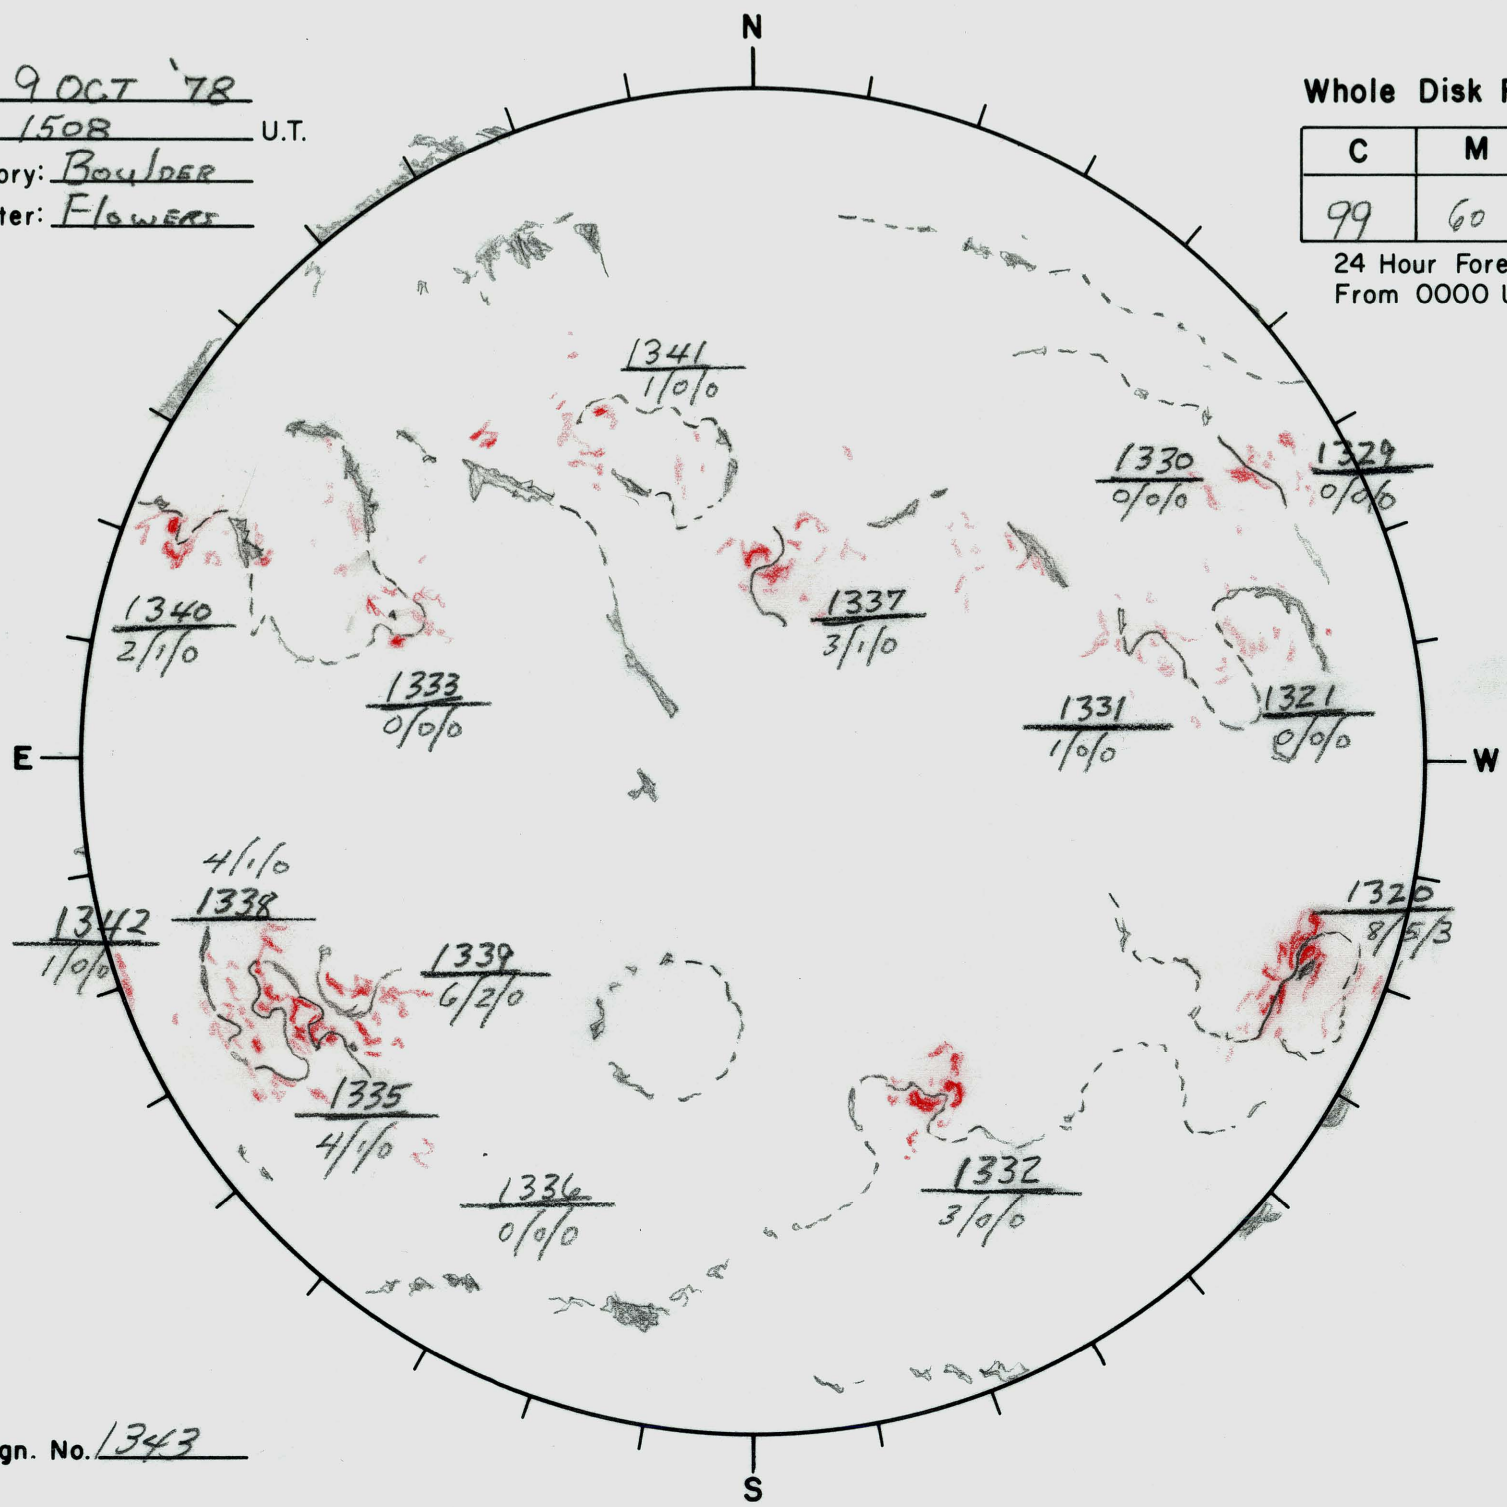 N
9 OCT '78
1508 U.T.
ory: BOULDER
ter: FLOWERS
Whole Disk F
C M
99 60
24 Hour Fore
From 0000 U
1341
1/0/0
1330
0/0/0
1329
0/0/0
1340
2/1/0
1337
3/1/0
1333
0/0/0
1331
1/0/0
1321
0/0/0
E
W
4/1/0
1338
1342
1/0/0
1339
6/2/0
1320
8/5/3
1335
4/1/0
1336
0/0/0
1332
3/0/0
gn. No. 1343
S